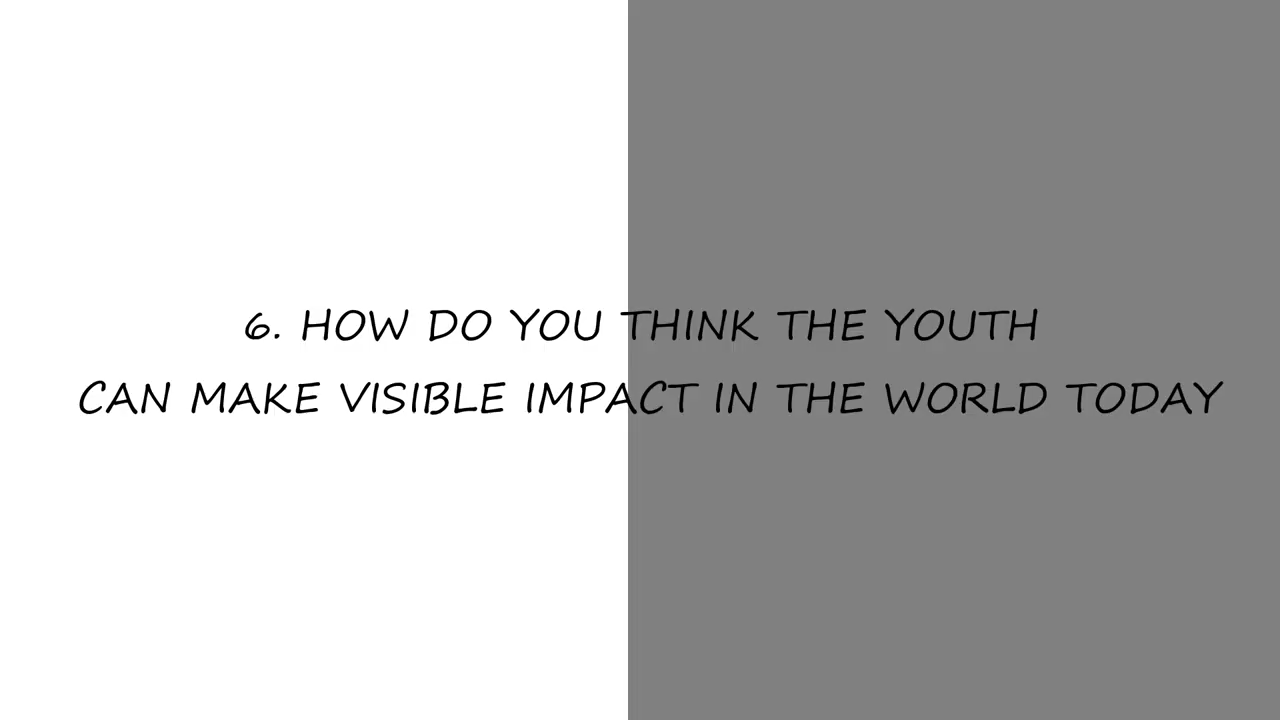 6. HOW DO YOU THINK THE YOUTH
CAN MAKE VISIBLE IMPACT IN THE WORLD TODAY